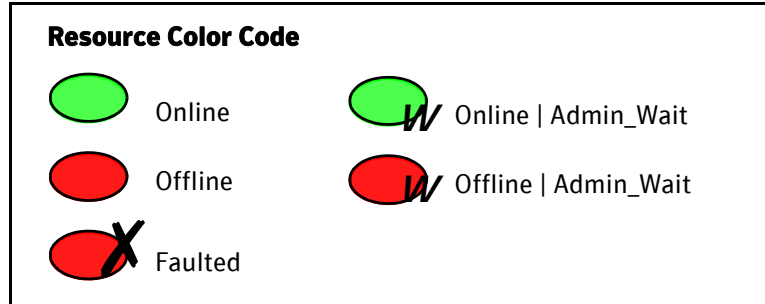 Resource Color Code
Online
W Online | Admin_Wait
Offline
W Offline | Admin_Wait
X Faulted